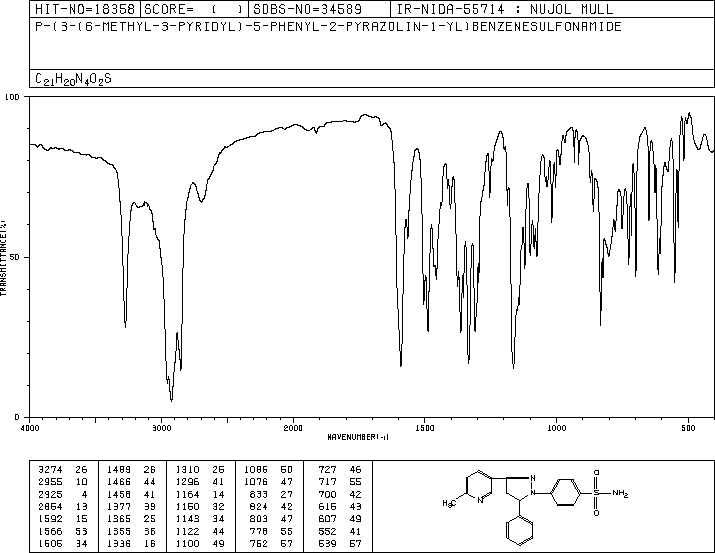 HIT-NO=18358 SCORE= ( ) SDBS-NO=34589 IR-NIDA-55714 : NUJOL MULL
P-(3-(6-METHYL-3-PYRIDYL)-5-PHENYL-2-PYRAZOLIN-1-YL)BENZENESULFONAMIDE
C21H20N4O2S
100
TRANSMITTANCE(%)
50
0
4000 3000 2000 1500 1000 500
WAVENUMBER(-1)
3274 26 1489 26 1310 26 1086 50 727 46
2955 10 1466 44 1296 41 1076 47 717 55
2925 4 1458 41 1164 14 833 27 700 42
2854 13 1377 39 1150 32 824 42 615 43
1592 15 1365 25 1143 34 803 47 607 49
1566 53 1355 36 1122 44 778 55 552 41
1505 34 1336 16 1100 49 752 57 539 57
N
N
O
S
NH2
O
H3C
N